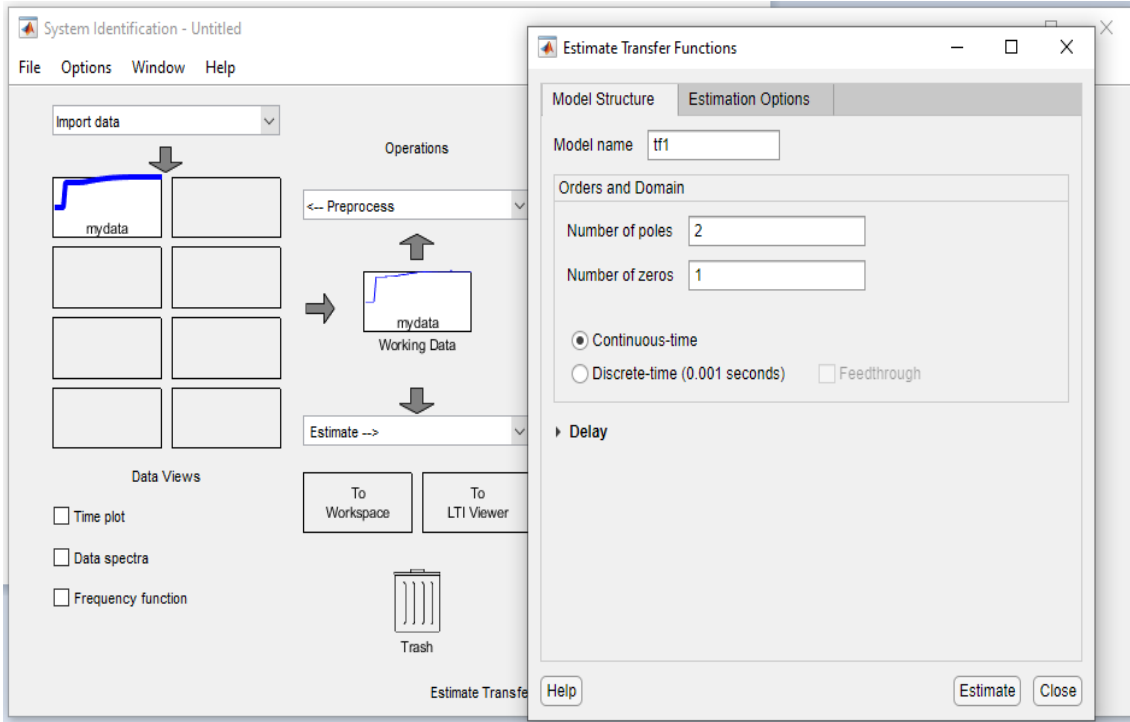 System Identification - Untitled
File Options Window Help
Import data
mydata
Operations
<-- Preprocess
mydata
Working Data
Estimate -->
Data Views
Time plot
Data spectra
Frequency function
To
Workspace
To
LTI Viewer
Trash
Estimate Transfe
Estimate Transfer Functions
Model Structure Estimation Options
Model name tf1
Orders and Domain
Number of poles 2
Number of zeros 1
Continuous-time
Discrete-time (0.001 seconds) Feedthrough
Delay
Help Estimate Close